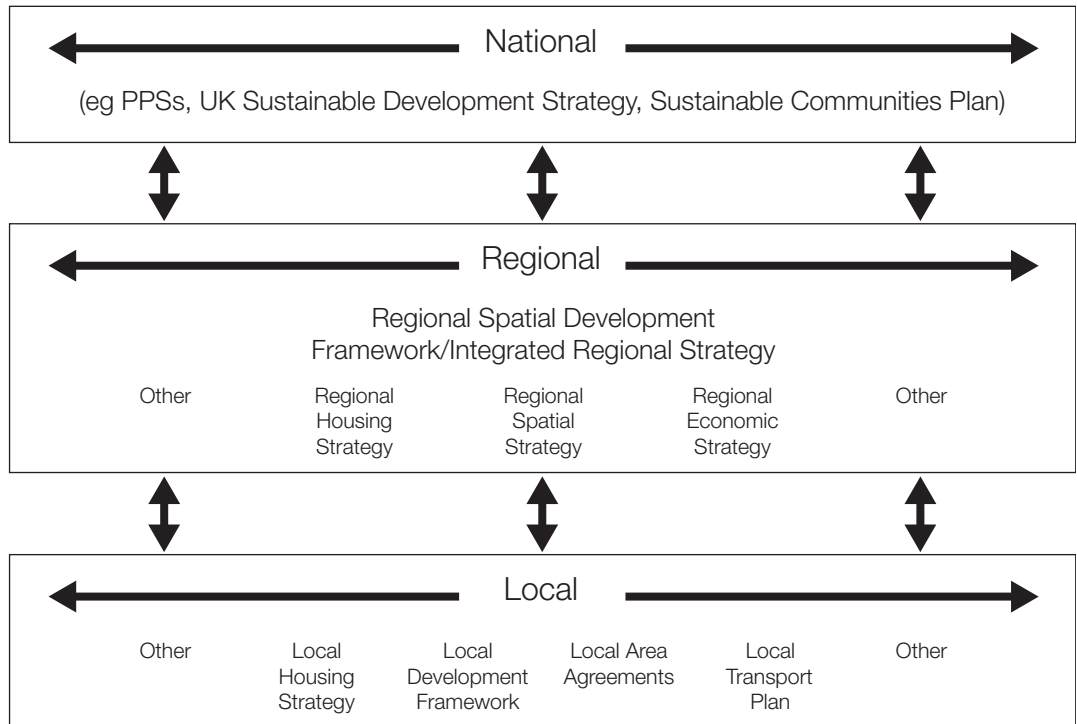 National
(eg PPSs, UK Sustainable Development Strategy, Sustainable Communities Plan)
Regional
Regional Spatial Development
Framework/Integrated Regional Strategy
Other
Regional
Housing
Strategy
Regional
Spatial
Strategy
Regional
Economic
Strategy
Other
Local
Other
Local
Housing
Strategy
Local
Development
Framework
Local Area
Agreements
Local
Transport
Plan
Other